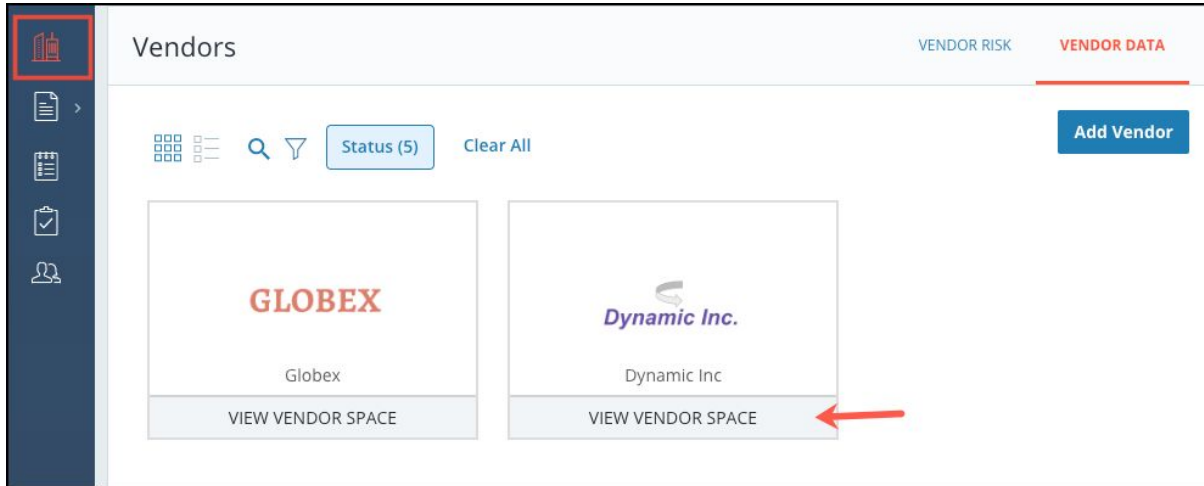 Vendors
VENDOR RISK
VENDOR DATA
Status (5)
Clear All
Add Vendor
GLOBEX
Dynamic Inc.
Globex
Dynamic Inc
VIEW VENDOR SPACE
VIEW VENDOR SPACE